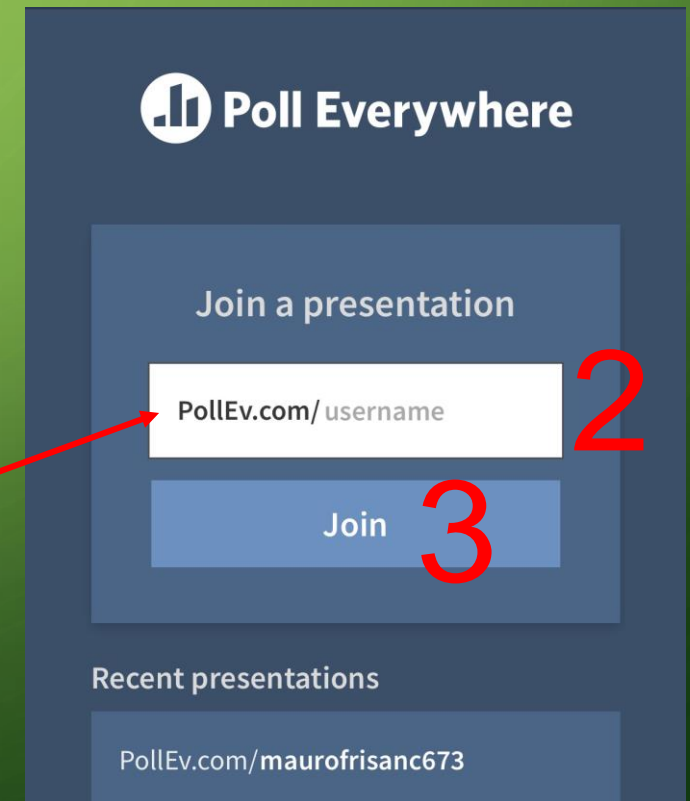 Poll Everywhere
Join a presentation
PollEv.com/ username
2
Join
3
Recent presentations
PollEv.com/maurofrisanc673